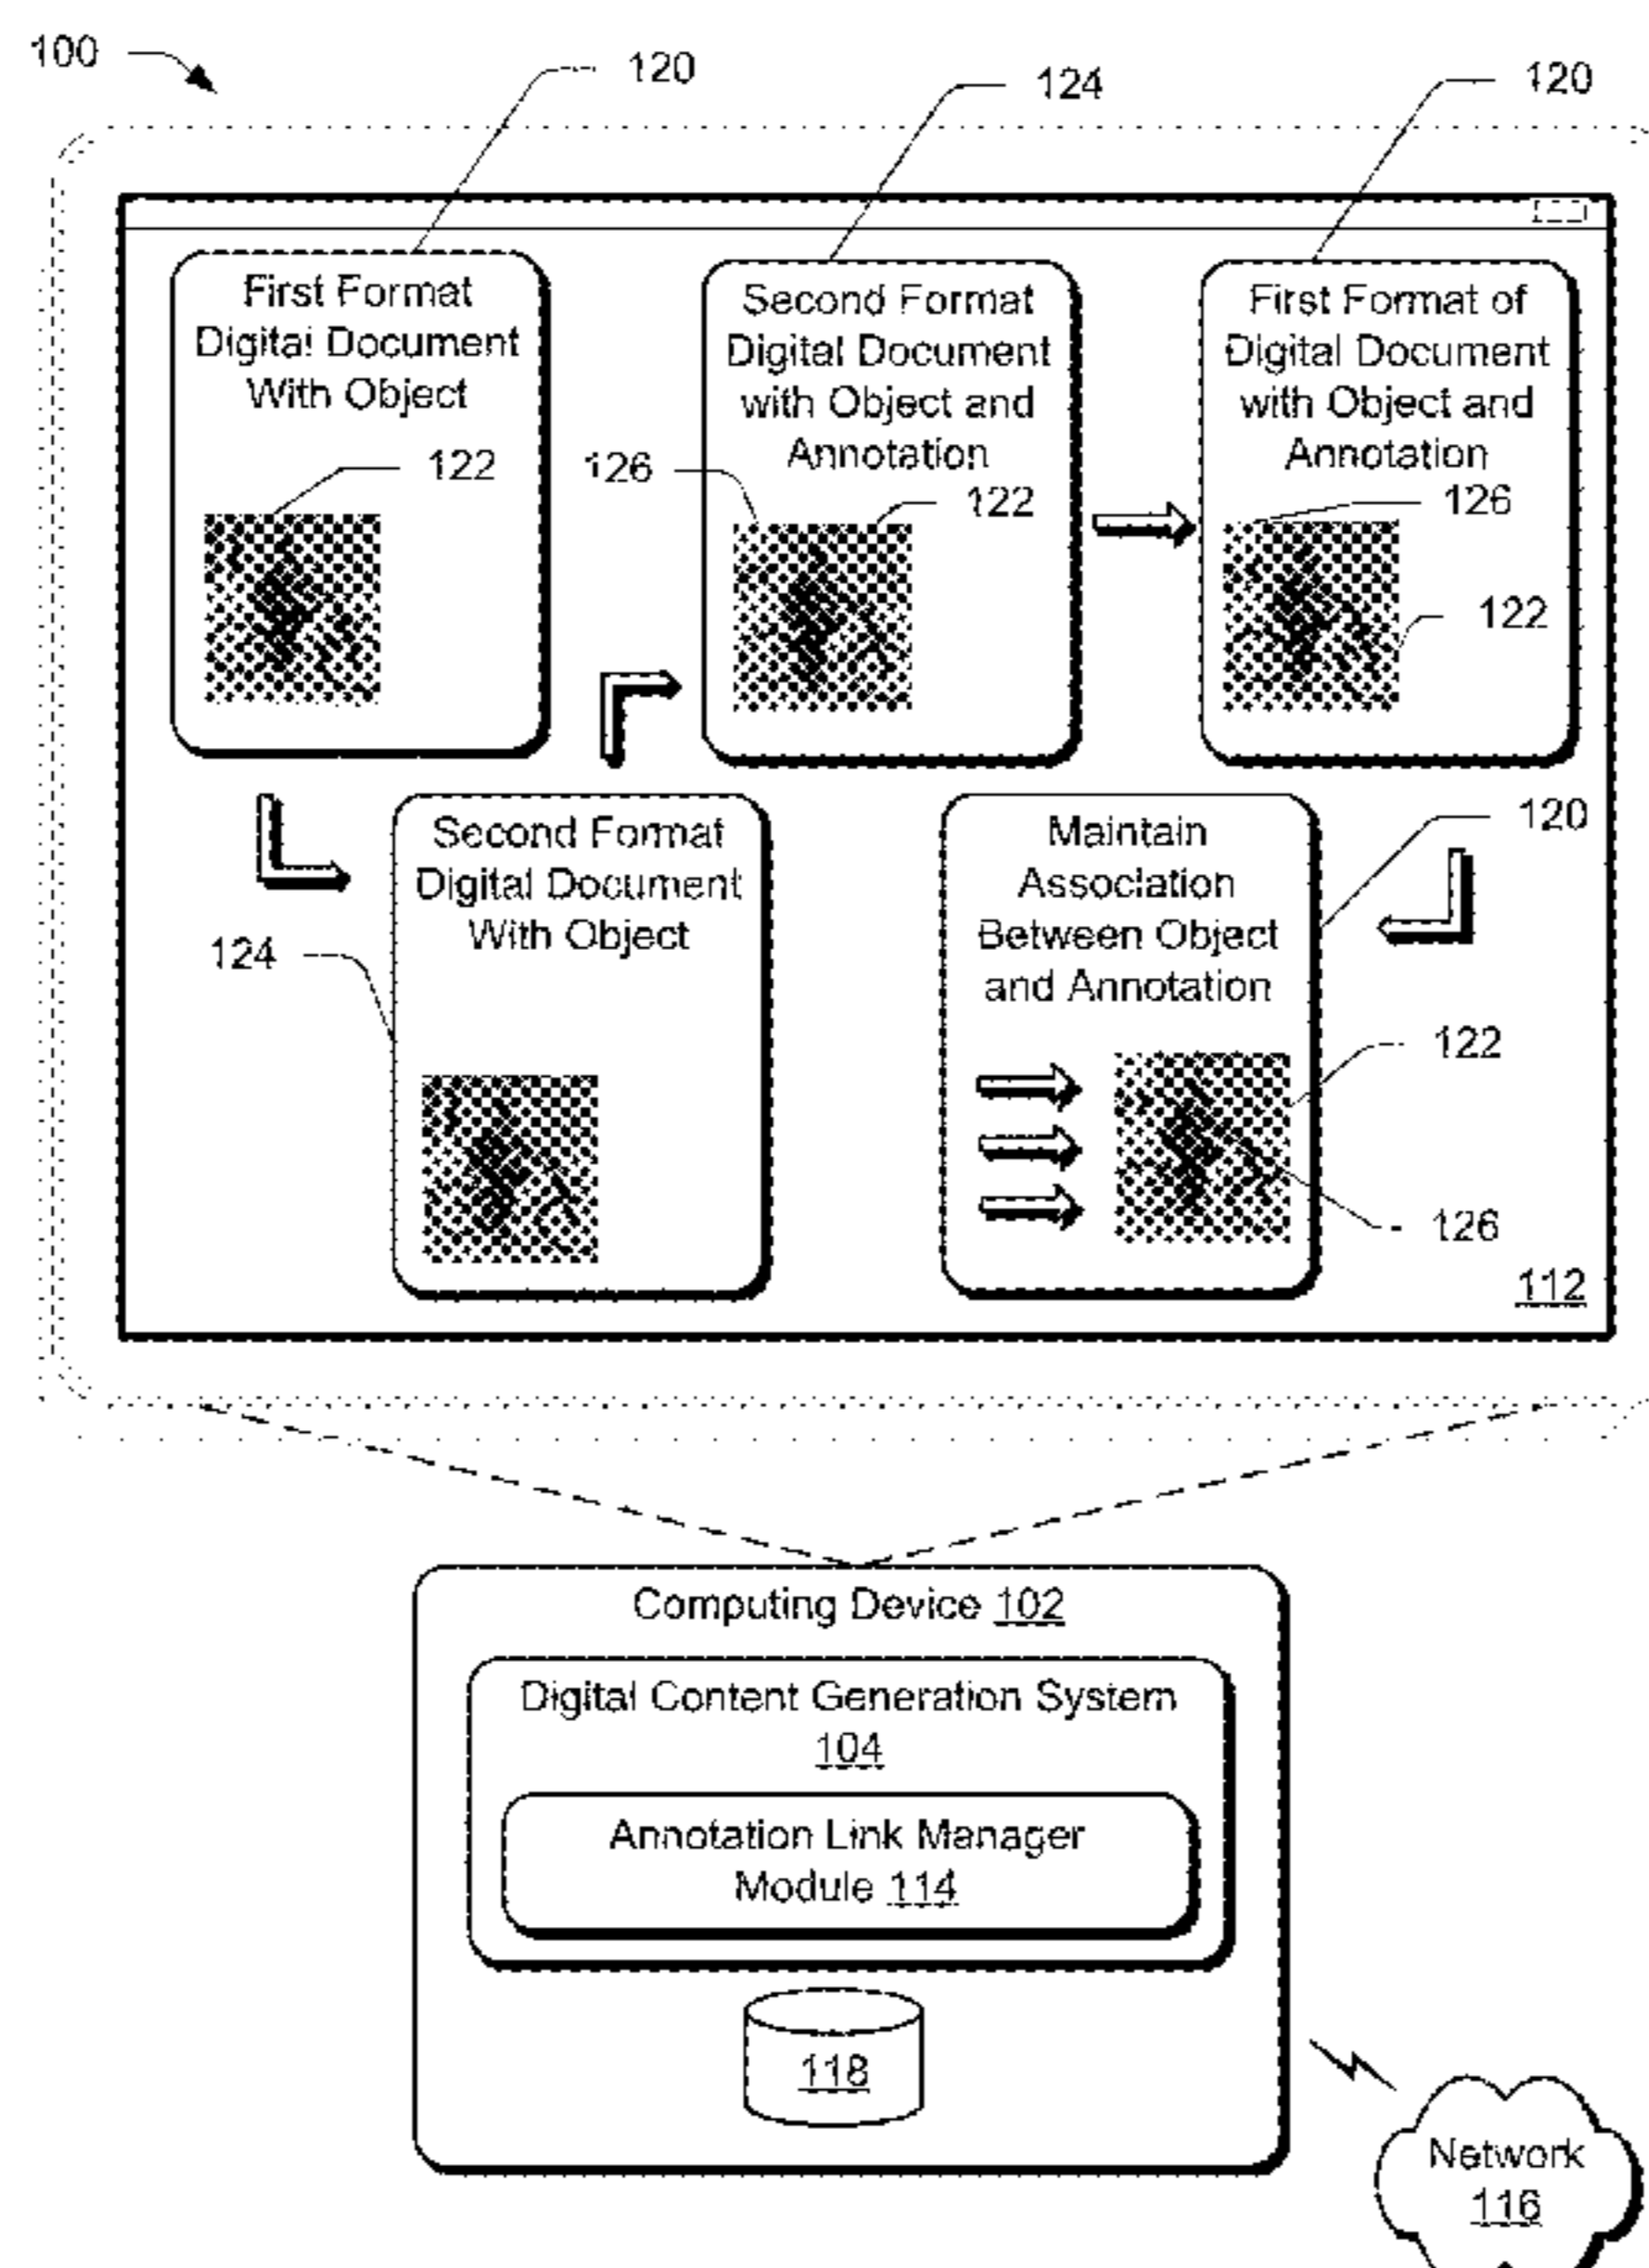 100
120
124
120
First Format
Digital Document
With Object
122
Second Format
Digital Document
with Object and
Annotation
126
122
First Format of
Digital Document
with Object and
Annotation
126
122
Second Format
Digital Document
With Object
124
Maintain
Association
Between Object
and Annotation
120
122
126
112
Computing Device 102
Digital Content Generation System
104
Annotation Link Manager
Module 114
118
Network
116